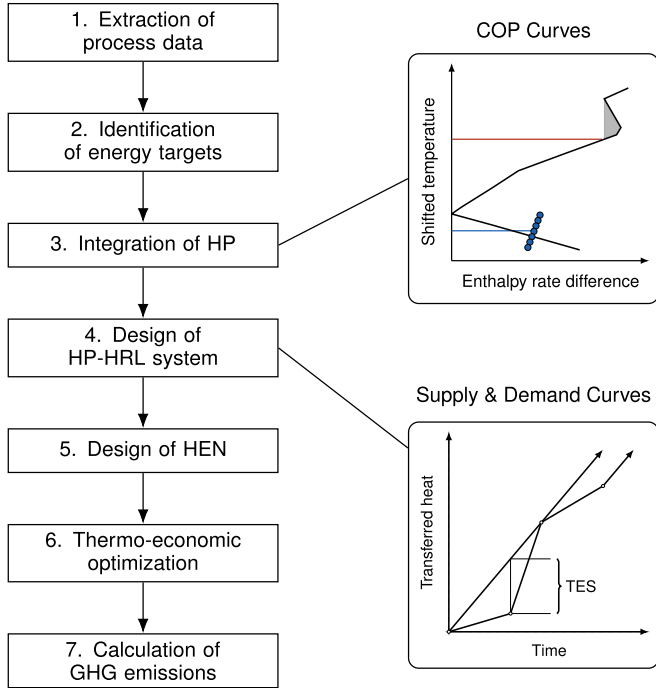 1. Extraction of
process data
2. Identification
of energy targets
3. Integration of HP
4. Design of
HP-HRL system
5. Design of HEN
6. Thermo-economic
optimization
7. Calculation of
GHG emissions
COP Curves
Shifted temperature
Enthalpy rate difference
Supply & Demand Curves
Transferred heat
TES
Time